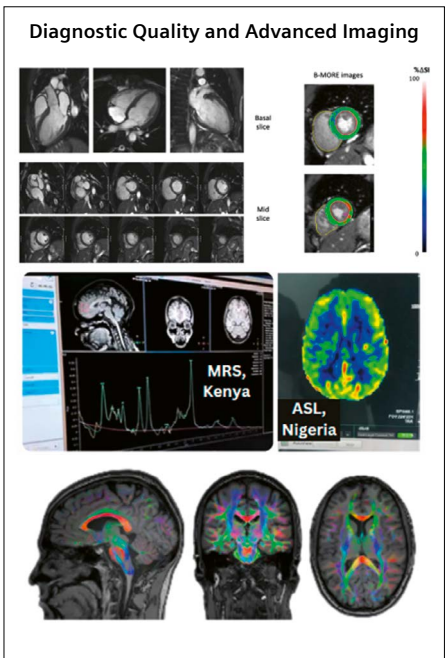 Diagnostic Quality and Advanced Imaging
B-MORE images
%ΔSI
100
Basal
slice
Mid
slice
0
MRS,
Kenya
ASL,
Nigeria